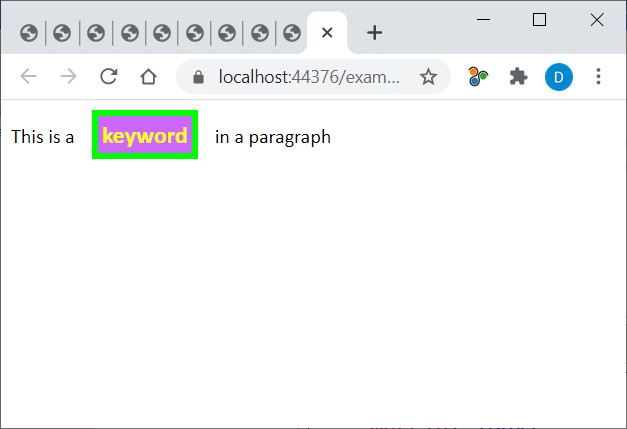 localhost:44376/exam...
D
This is a keyword in a paragraph